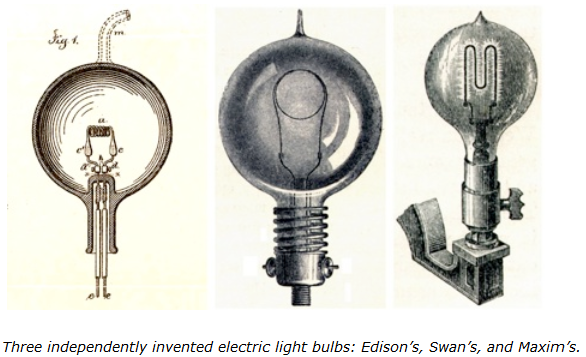 Fig 1.
m
a
c c
d h d
e e
Three independently invented electric light bulbs: Edison’s, Swan’s, and Maxim’s.